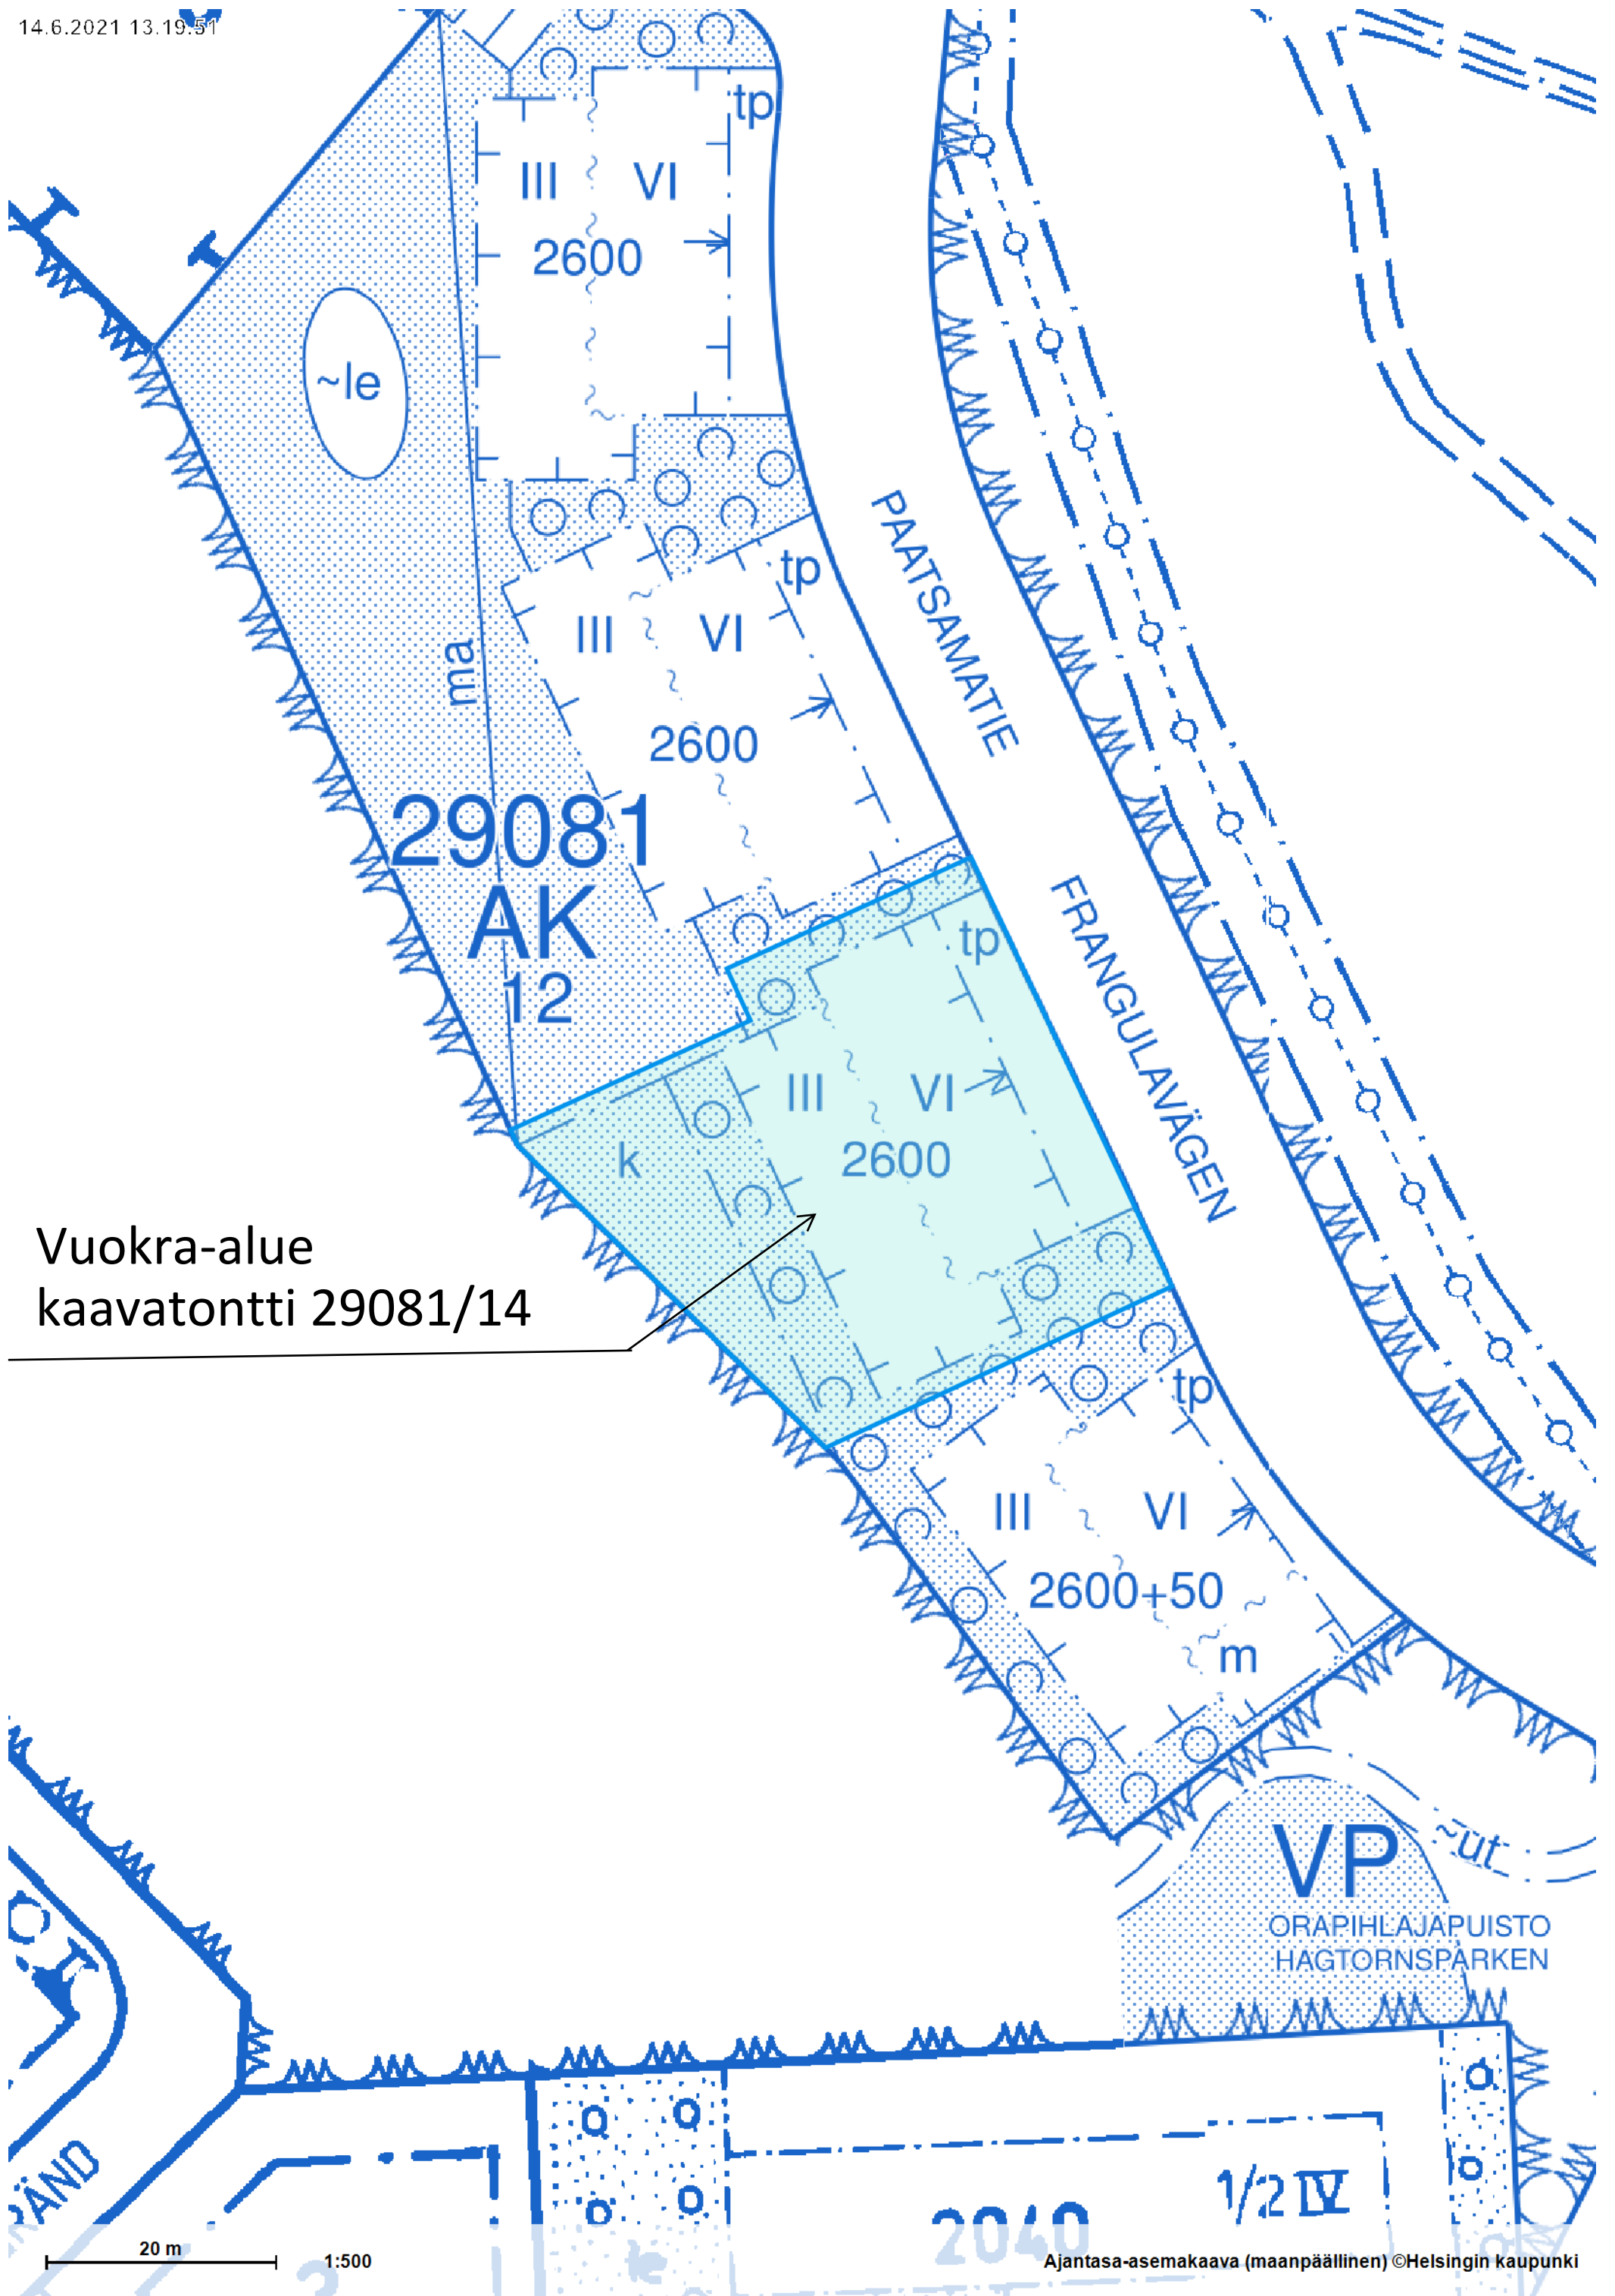 14.6.2021 13.19.51
tp
III VI
2600
~le
tp
PAATSAMATIE
III VI
ma
2600
29081
AK
12
FRANGULAVÄGEN
tp
III VI
k
2600
Vuokra-alue
kaavatontti 29081/14
tp
III VI
2600+50
m
VP
~ut
ORAPIHLAJAPUISTO
HAGTORNSPARKEN
1/2 IV
2040
20 m
1:500
Ajantasa-asemakaava (maanpäällinen) ©Helsingin kaupunki